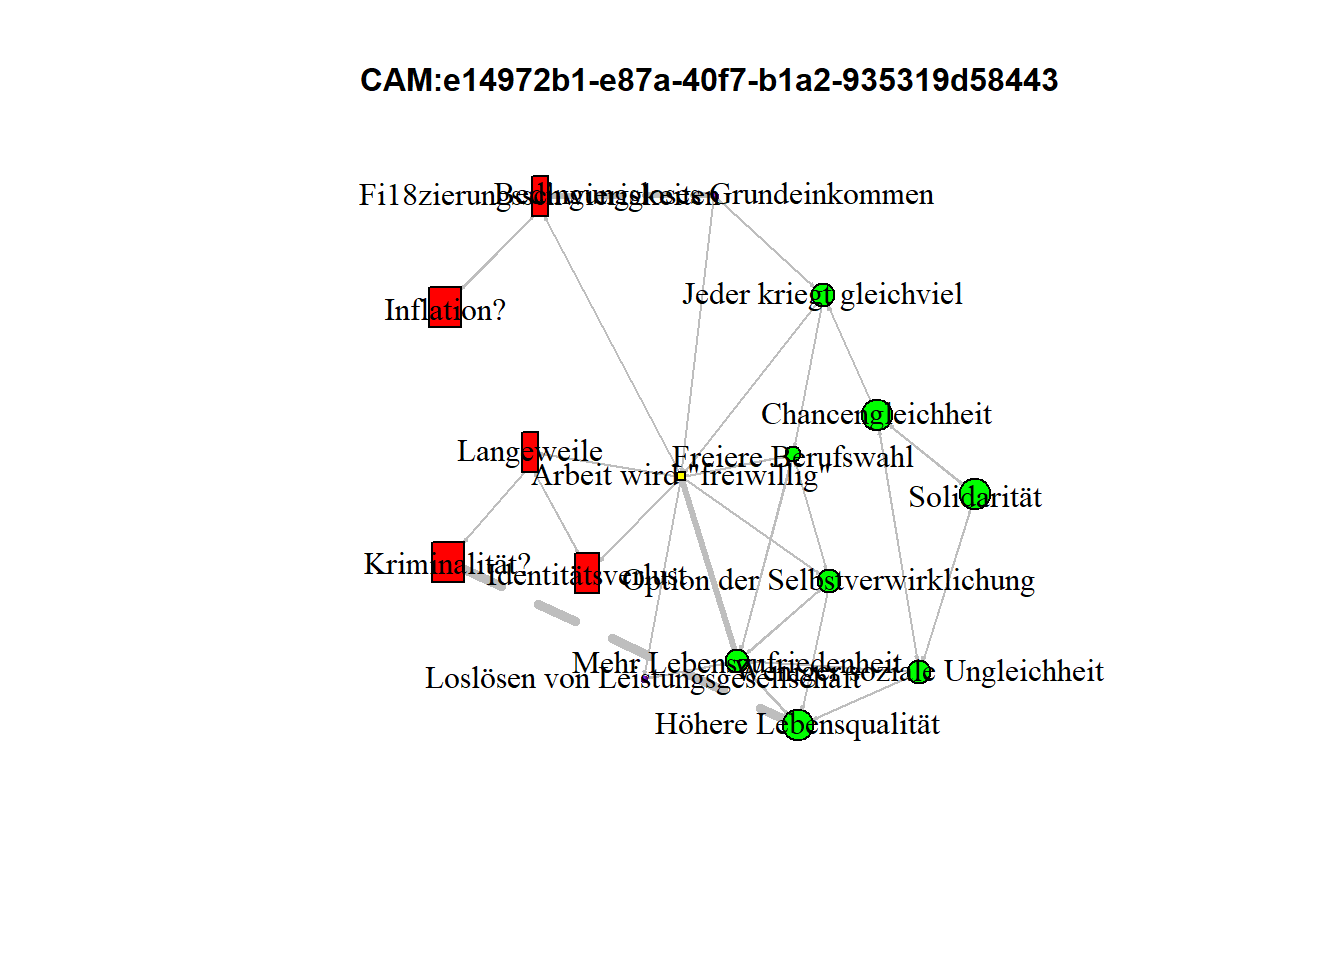 CAM:e14972b1-e87a-40f7-b1a2-935319d58443
Fi18zierungsschwierigkeiten
Bedingungsloses Grundeinkommen
Jeder kriegt gleichviel
Inflation?
Chancengleichheit
Langeweile
Freiere Berufswahl
Arbeit wird "freiwillig"
Solidarität
Kriminalität?
Identitätsverlust
Option der Selbstverwirklichung
Mehr Lebenszufriedenheit
Weniger soziale Ungleichheit
Loslösen von Leistungsgesellschaft
Höhere Lebensqualität